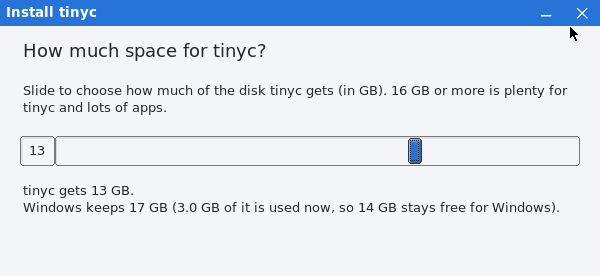 Install tinyc
How much space for tinyc?
Slide to choose how much of the disk tinyc gets (in GB). 16 GB or more is plenty for
tinyc and lots of apps.
13
tinyc gets 13 GB.
Windows keeps 17 GB (3.0 GB of it is used now, so 14 GB stays free for Windows).